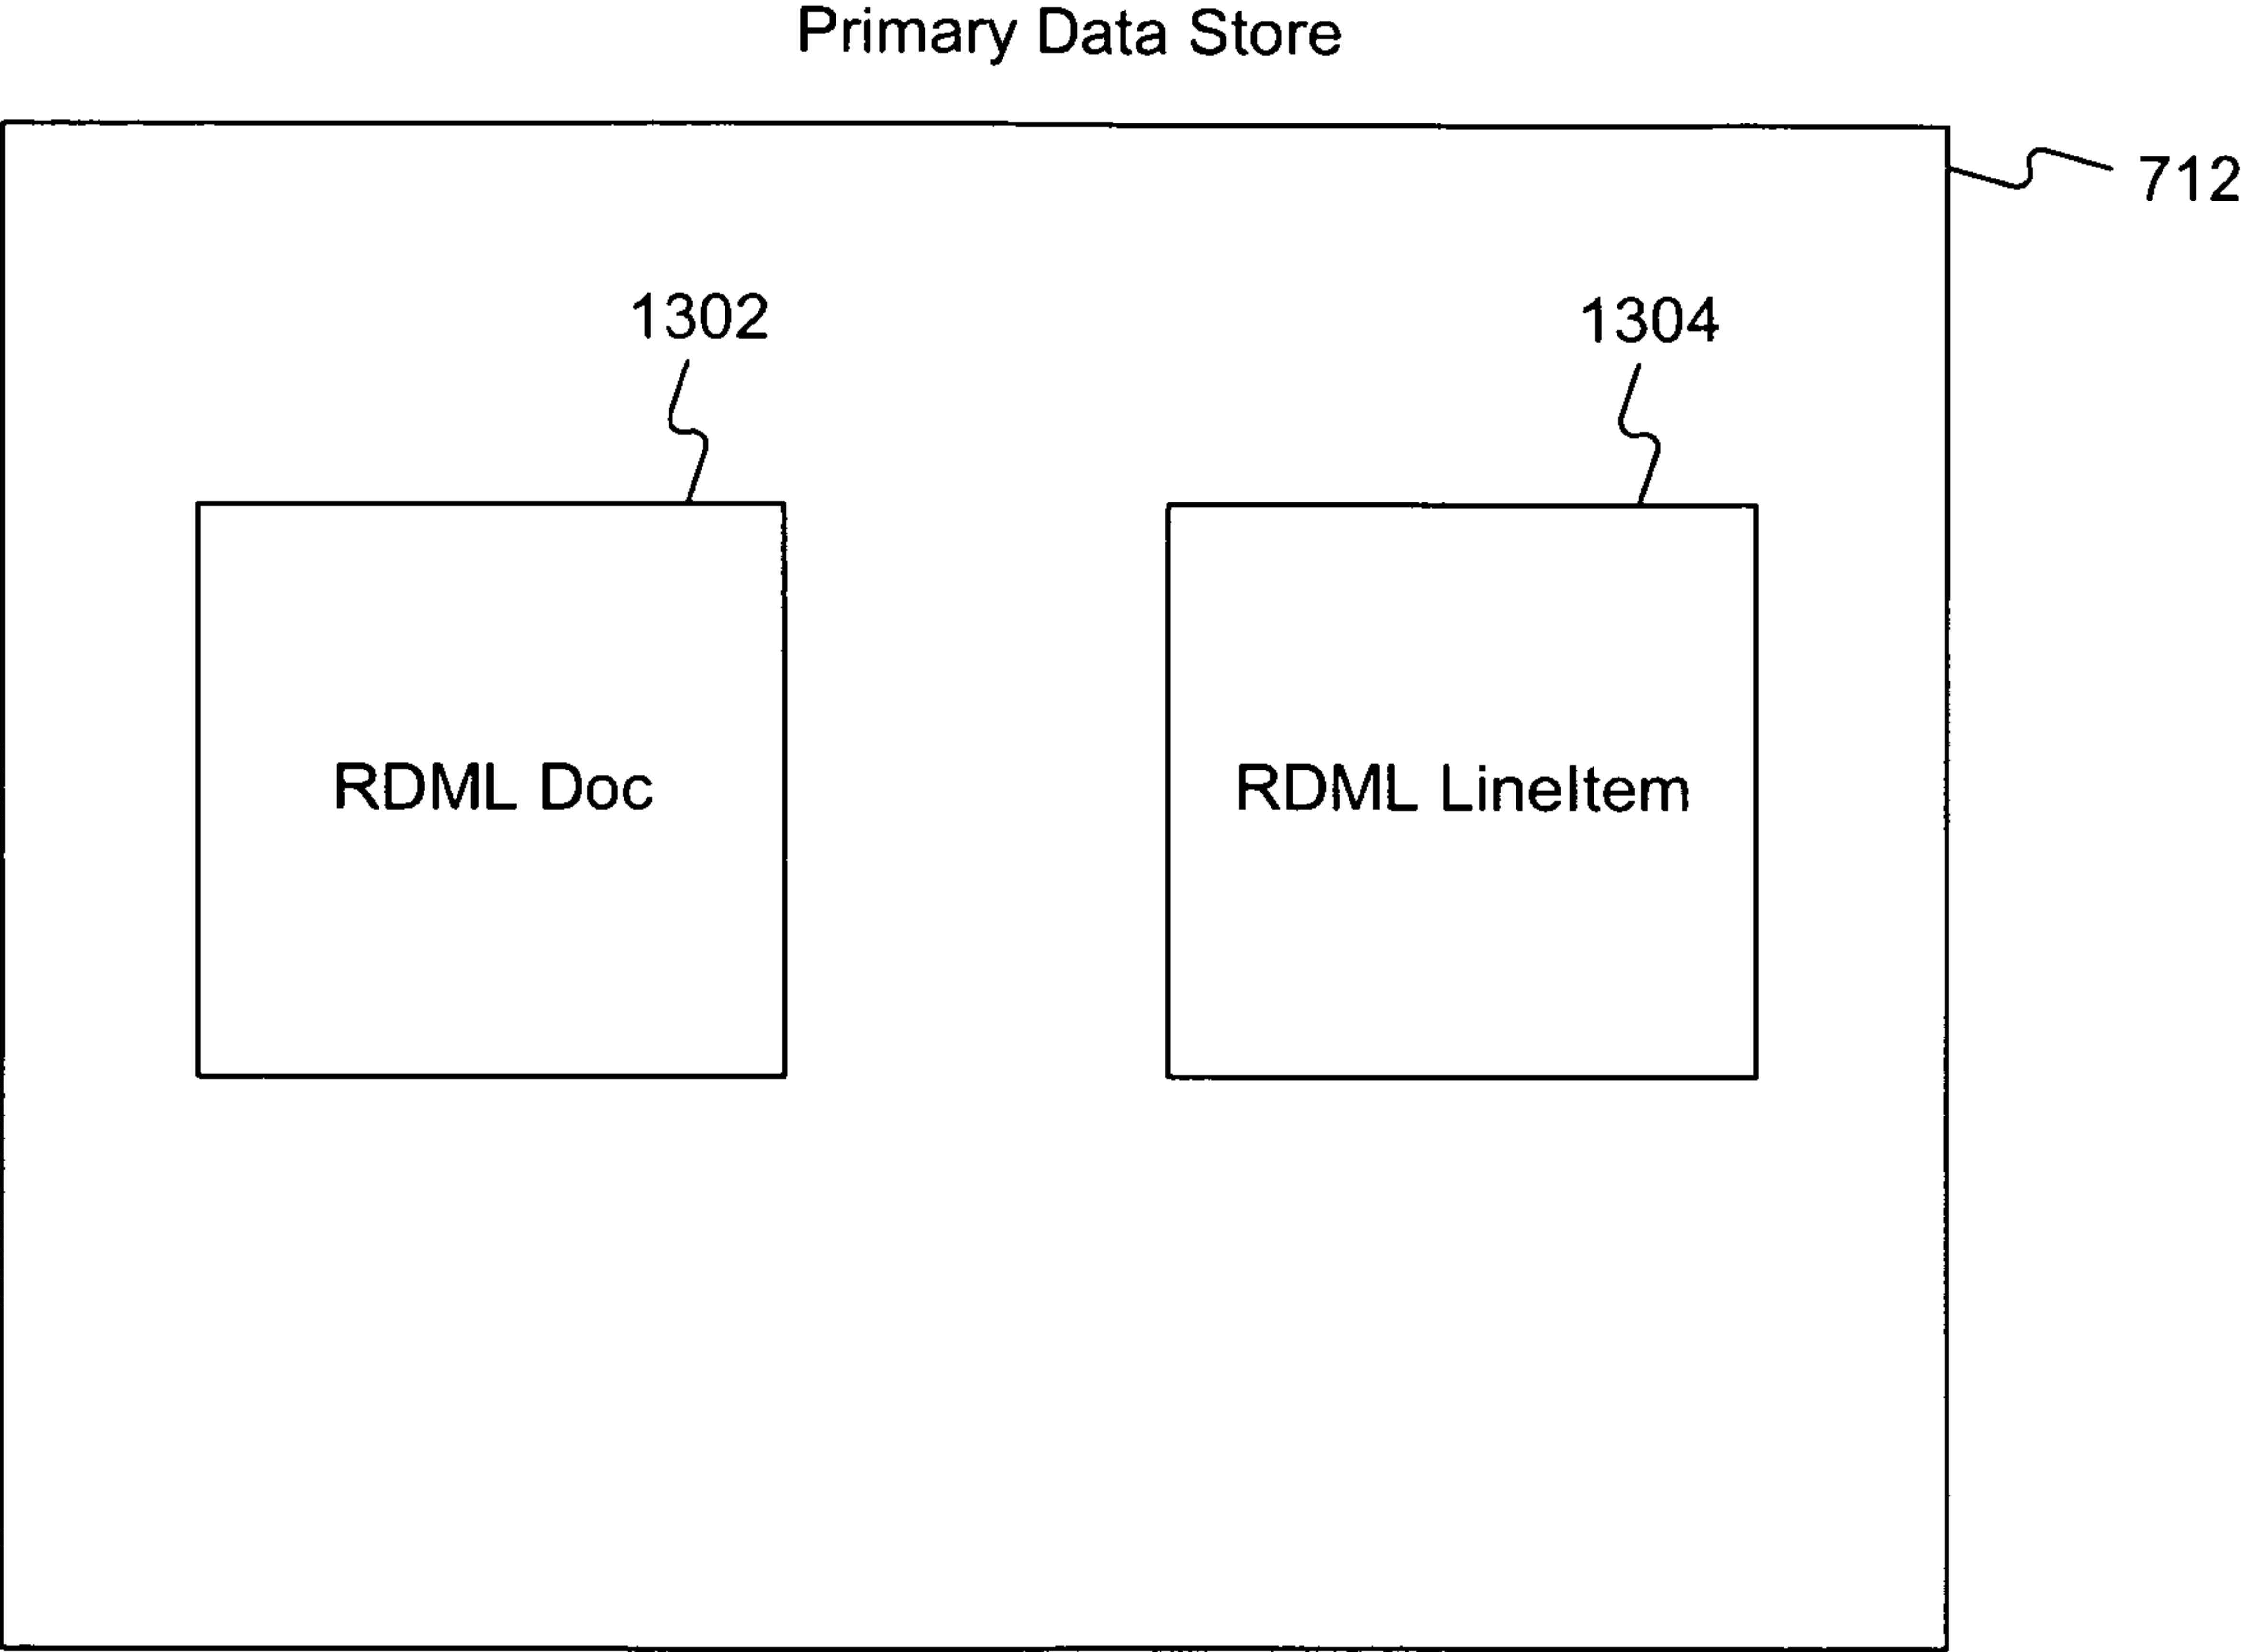 Primary Data Store
712
1302
1304
RDML Doc
RDML LineItem